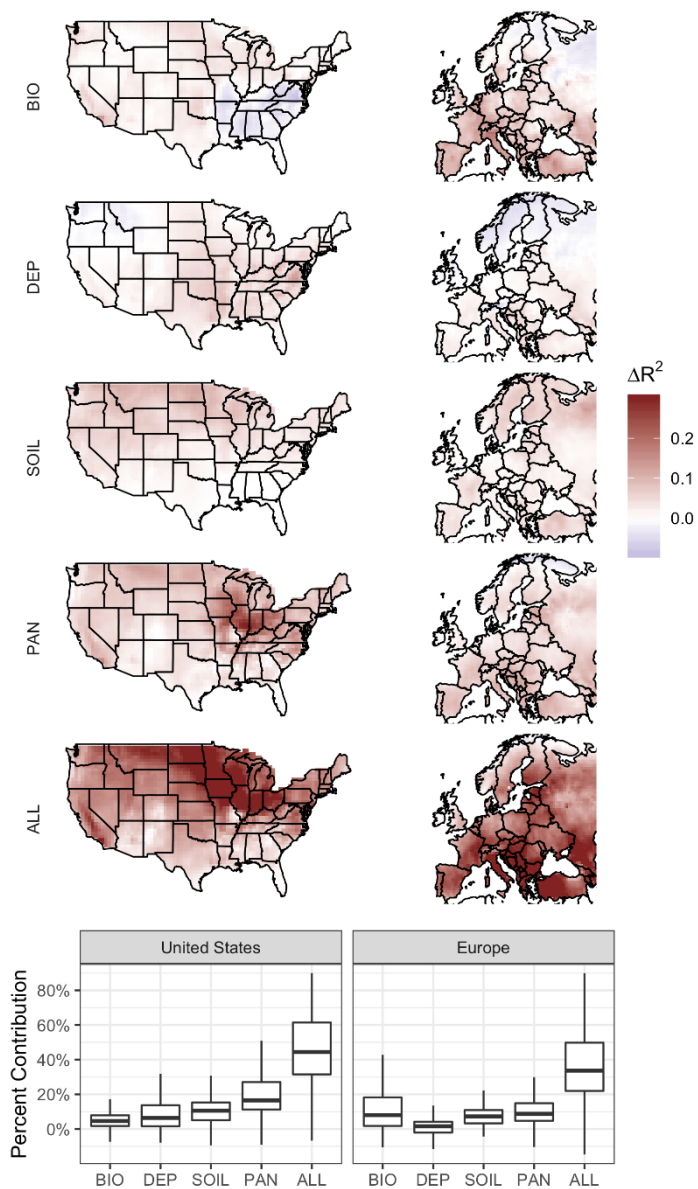 BIO
DEP
SOIL
PAN
ALL
ΔR²
0.2
0.1
0.0
United States
Europe
Percent Contribution
80%
60%
40%
20%
0%
BIO DEP SOIL PAN ALL
BIO DEP SOIL PAN ALL